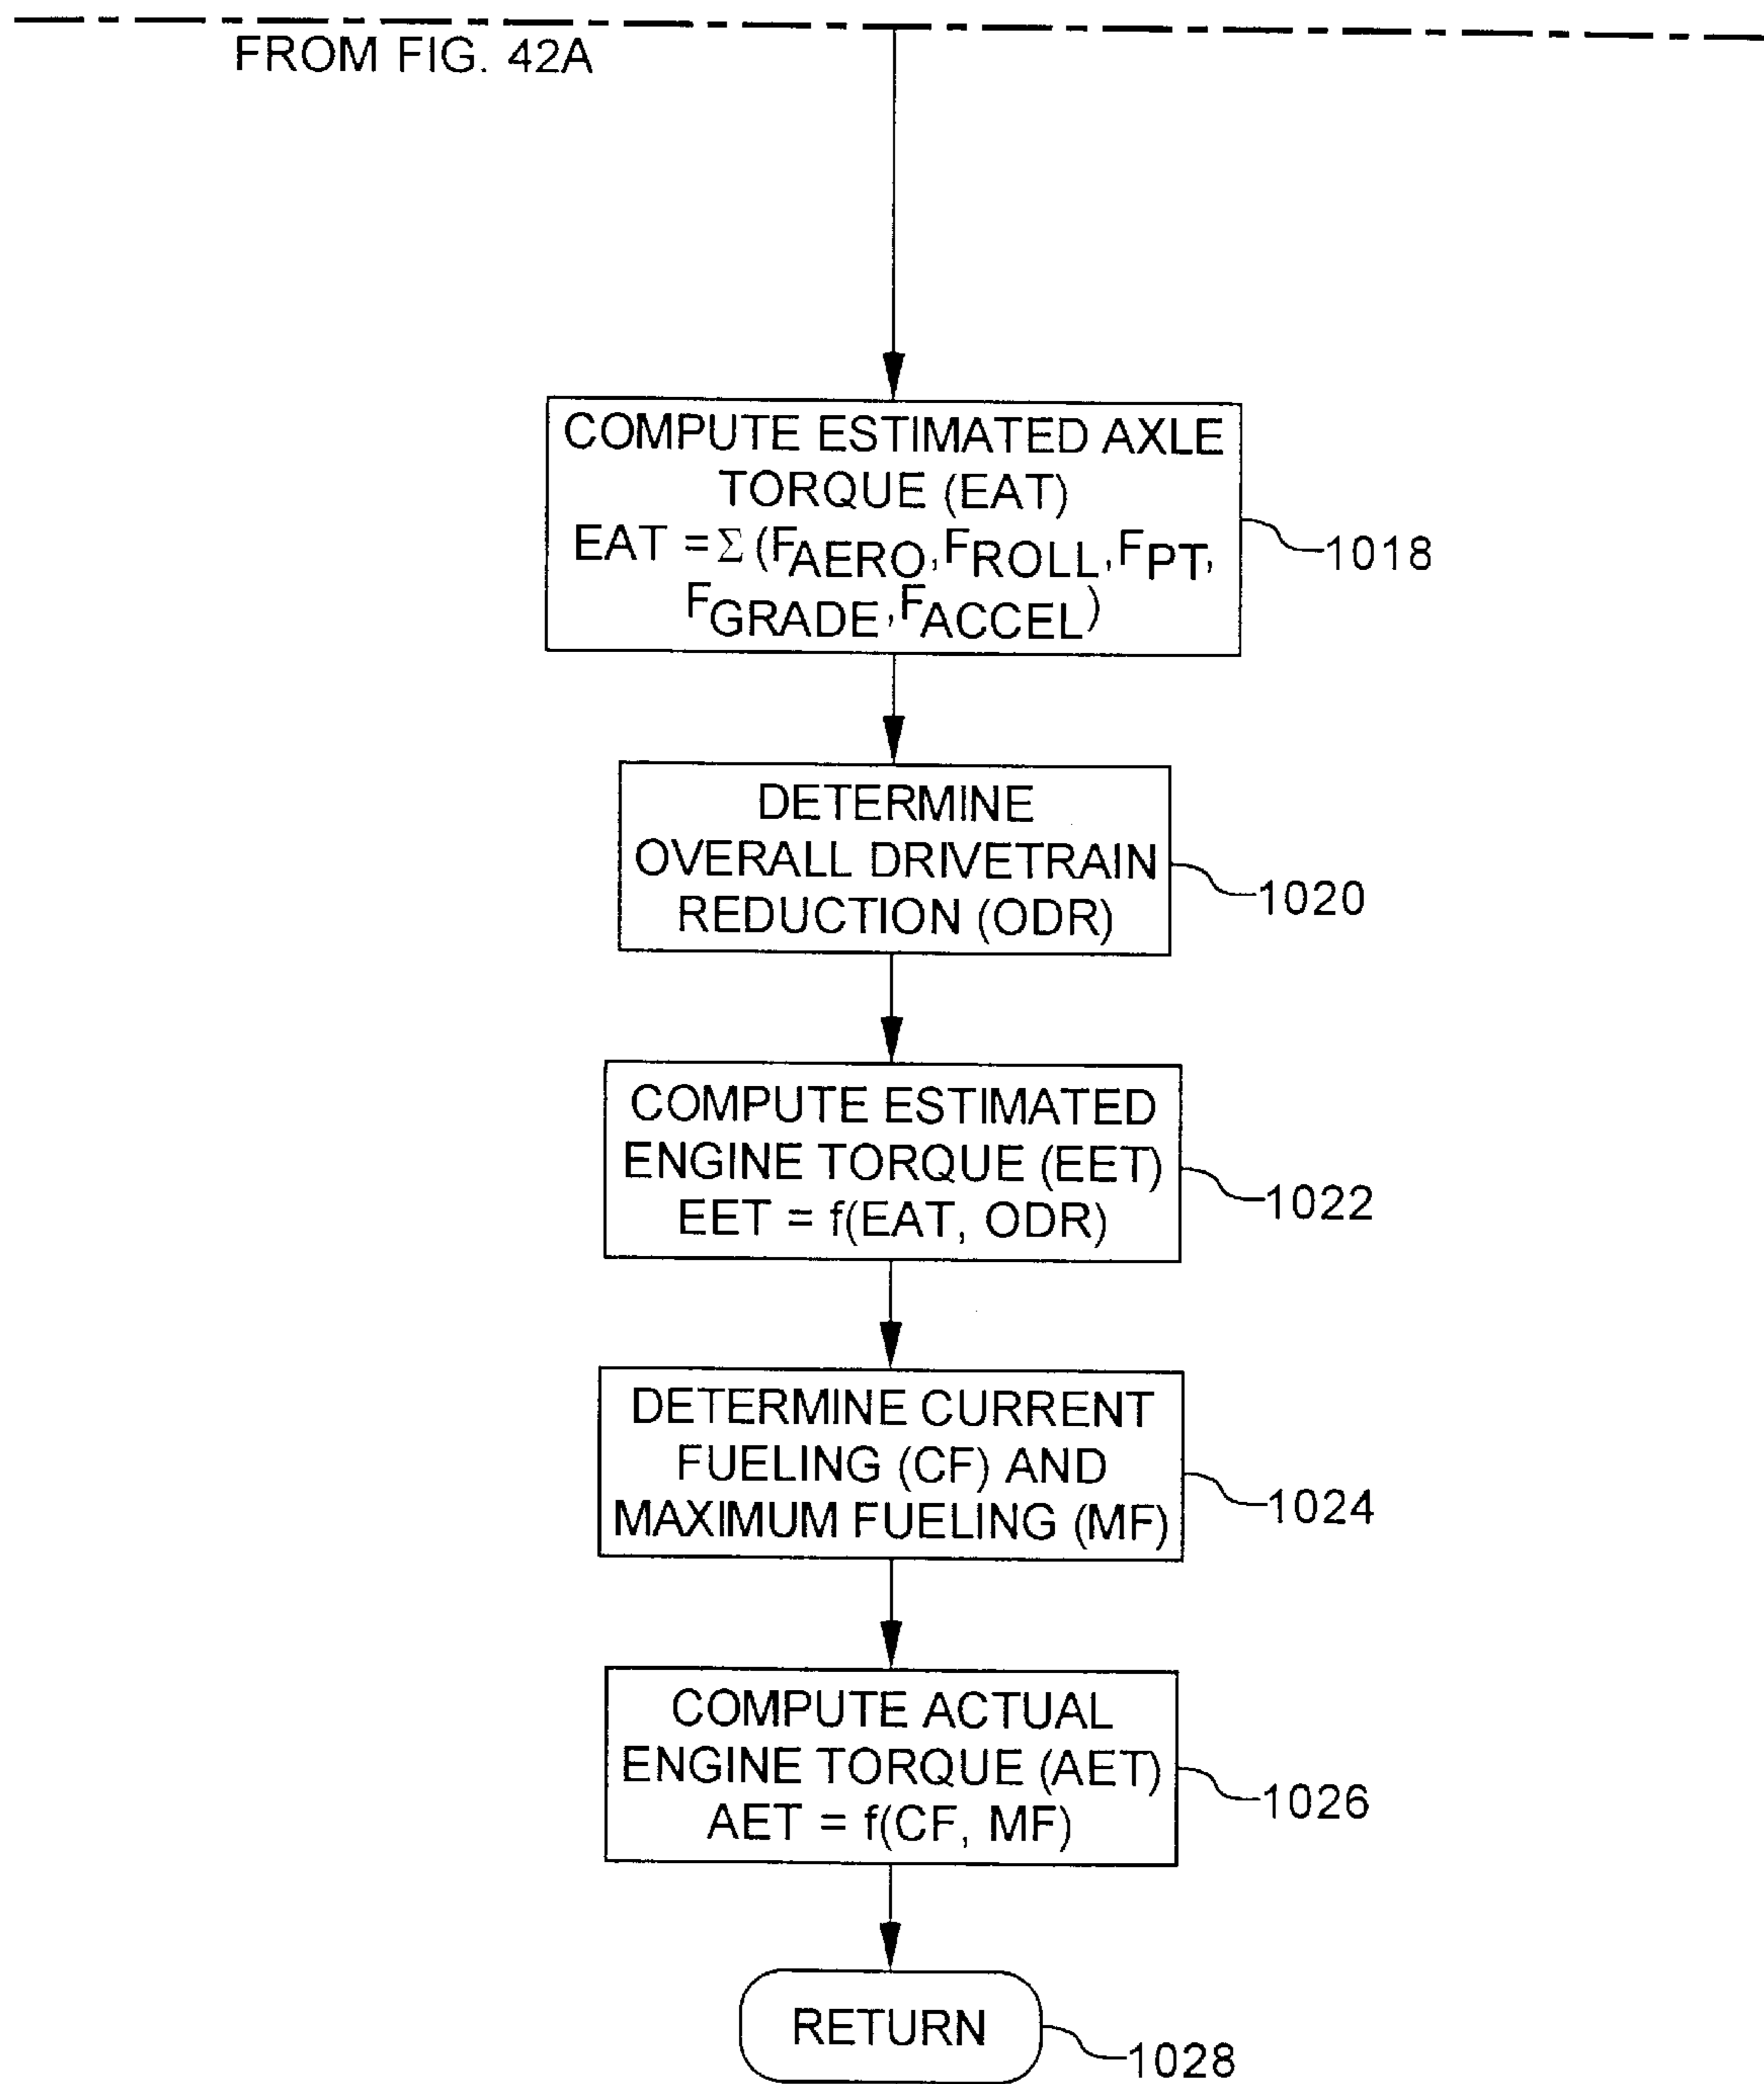 FROM FIG. 42A
COMPUTE ESTIMATED AXLE
TORQUE (EAT)
EAT = Σ (FAERO, FROLL, FPT,
FGRADE, FACCEL)
1018
DETERMINE
OVERALL DRIVETRAIN
REDUCTION (ODR)
1020
COMPUTE ESTIMATED
ENGINE TORQUE (EET)
EET = f(EAT, ODR)
1022
DETERMINE CURRENT
FUELING (CF) AND
MAXIMUM FUELING (MF)
1024
COMPUTE ACTUAL
ENGINE TORQUE (AET)
AET = f(CF, MF)
1026
RETURN
1028